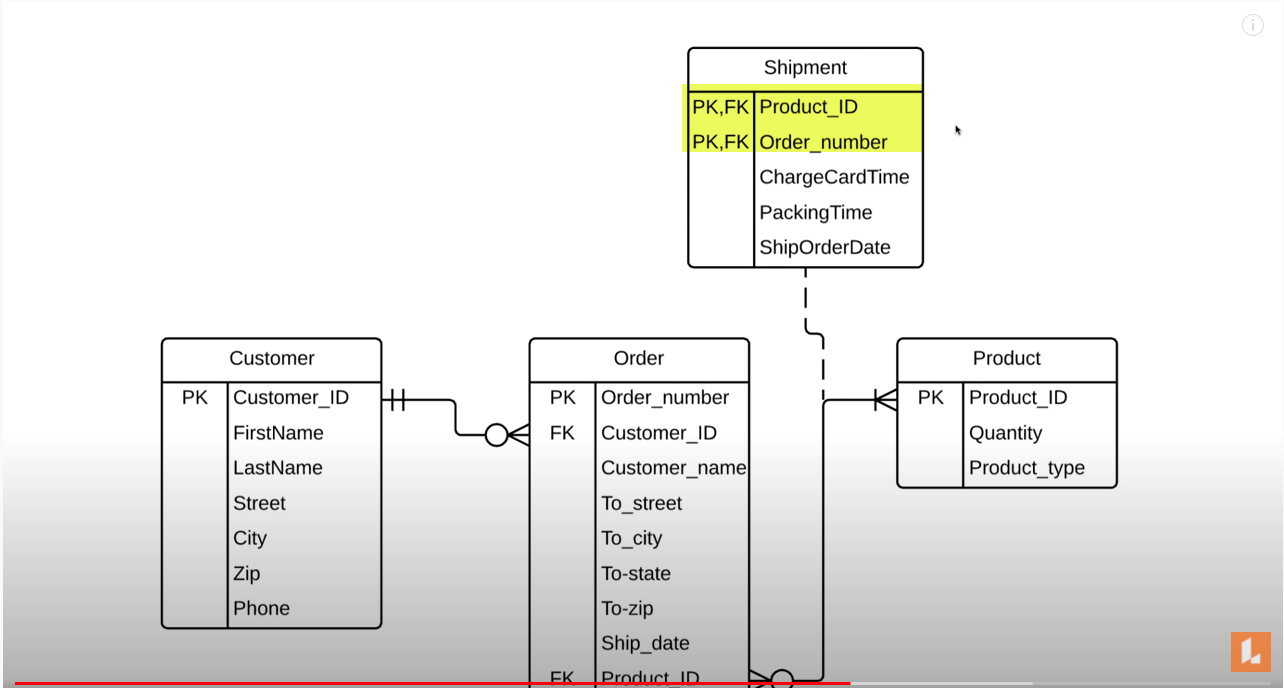 Shipment
PK,FK Product_ID
PK,FK Order_number
ChargeCardTime
PackingTime
ShipOrderDate
Customer
PK Customer_ID
FirstName
LastName
Street
City
Zip
Phone
Order
PK Order_number
FK Customer_ID
Customer_name
To_street
To_city
To-state
To-zip
Ship_date
FK Product_ID
Product
PK Product_ID
Quantity
Product_type